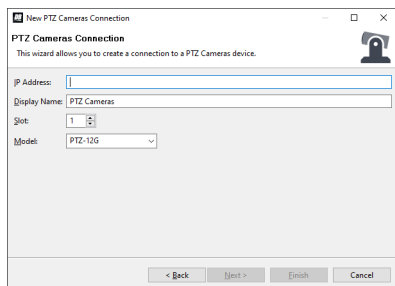 New PTZ Cameras Connection
PTZ Cameras Connection
This wizard allows you to create a connection to a PTZ Cameras device.
IP Address:
Display Name: PTZ Cameras
Slot: 1
Model: PTZ-12G
< Back Next > Finish Cancel